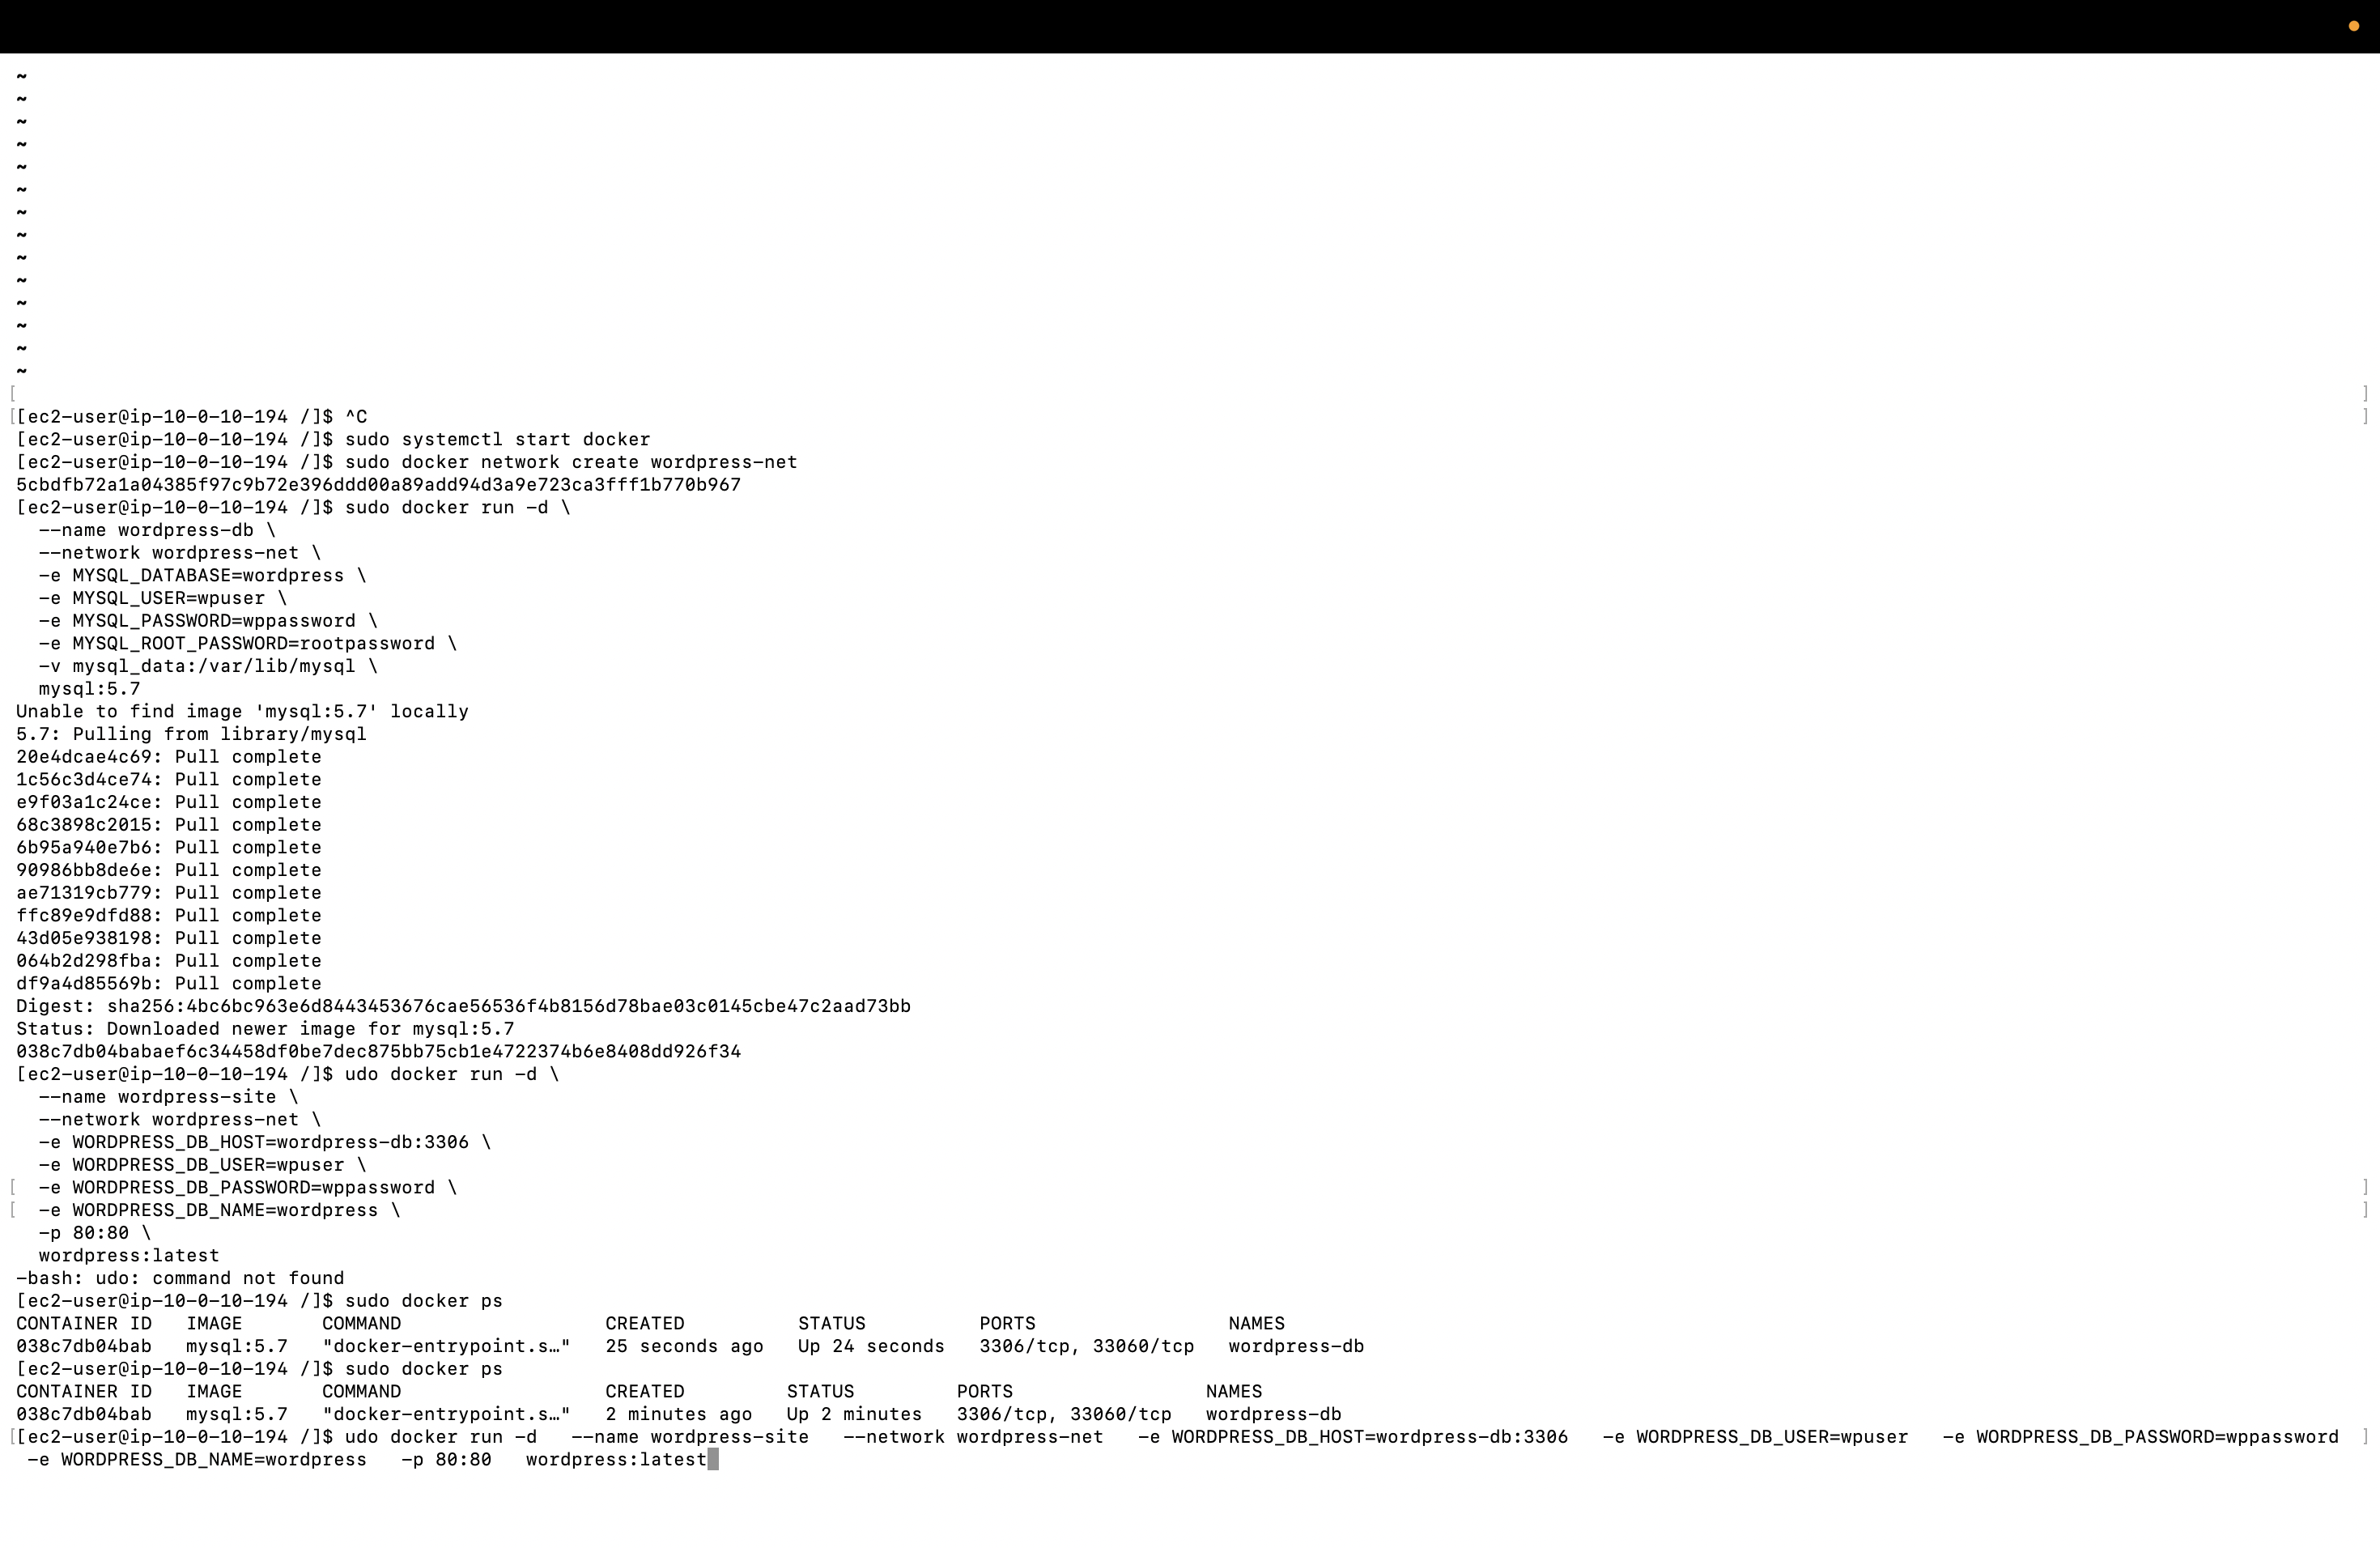 ~
~
~
~
~
~
~
~
~
~
~
~
~
~
[ ]
[[ec2-user@ip-10-0-10-194 /]$ ^C ]
[ec2-user@ip-10-0-10-194 /]$ sudo systemctl start docker
[ec2-user@ip-10-0-10-194 /]$ sudo docker network create wordpress-net
5cbdfb72a1a04385f97c9b72e396ddd00a89add94d3a9e723ca3fff1b770b967
[ec2-user@ip-10-0-10-194 /]$ sudo docker run -d \
  --name wordpress-db \
  --network wordpress-net \
  -e MYSQL_DATABASE=wordpress \
  -e MYSQL_USER=wpuser \
  -e MYSQL_PASSWORD=wppassword \
  -e MYSQL_ROOT_PASSWORD=rootpassword \
  -v mysql_data:/var/lib/mysql \
  mysql:5.7
Unable to find image 'mysql:5.7' locally
5.7: Pulling from library/mysql
20e4dcae4c69: Pull complete
1c56c3d4ce74: Pull complete
e9f03a1c24ce: Pull complete
68c3898c2015: Pull complete
6b95a940e7b6: Pull complete
90986bb8de6e: Pull complete
ae71319cb779: Pull complete
ffc89e9dfd88: Pull complete
43d05e938198: Pull complete
064b2d298fba: Pull complete
df9a4d85569b: Pull complete
Digest: sha256:4bc6bc963e6d8443453676cae56536f4b8156d78bae03c0145cbe47c2aad73bb
Status: Downloaded newer image for mysql:5.7
038c7db04babaef6c34458df0be7dec875bb75cb1e4722374b6e8408dd926f34
[ec2-user@ip-10-0-10-194 /]$ udo docker run -d \
  --name wordpress-site \
  --network wordpress-net \
  -e WORDPRESS_DB_HOST=wordpress-db:3306 \
  -e WORDPRESS_DB_USER=wpuser \
[  -e WORDPRESS_DB_PASSWORD=wppassword \ ]
[  -e WORDPRESS_DB_NAME=wordpress \ ]
  -p 80:80 \
  wordpress:latest
-bash: udo: command not found
[ec2-user@ip-10-0-10-194 /]$ sudo docker ps
CONTAINER ID   IMAGE       COMMAND                  CREATED          STATUS          PORTS                 NAMES
038c7db04bab   mysql:5.7   "docker-entrypoint.s…"   25 seconds ago   Up 24 seconds   3306/tcp, 33060/tcp   wordpress-db
[ec2-user@ip-10-0-10-194 /]$ sudo docker ps
CONTAINER ID   IMAGE       COMMAND                  CREATED         STATUS         PORTS                 NAMES
038c7db04bab   mysql:5.7   "docker-entrypoint.s…"   2 minutes ago   Up 2 minutes   3306/tcp, 33060/tcp   wordpress-db
[[ec2-user@ip-10-0-10-194 /]$ udo docker run -d   --name wordpress-site   --network wordpress-net   -e WORDPRESS_DB_HOST=wordpress-db:3306   -e WORDPRESS_DB_USER=wpuser   -e WORDPRESS_DB_PASSWORD=wppassword ]
 -e WORDPRESS_DB_NAME=wordpress   -p 80:80   wordpress:latest